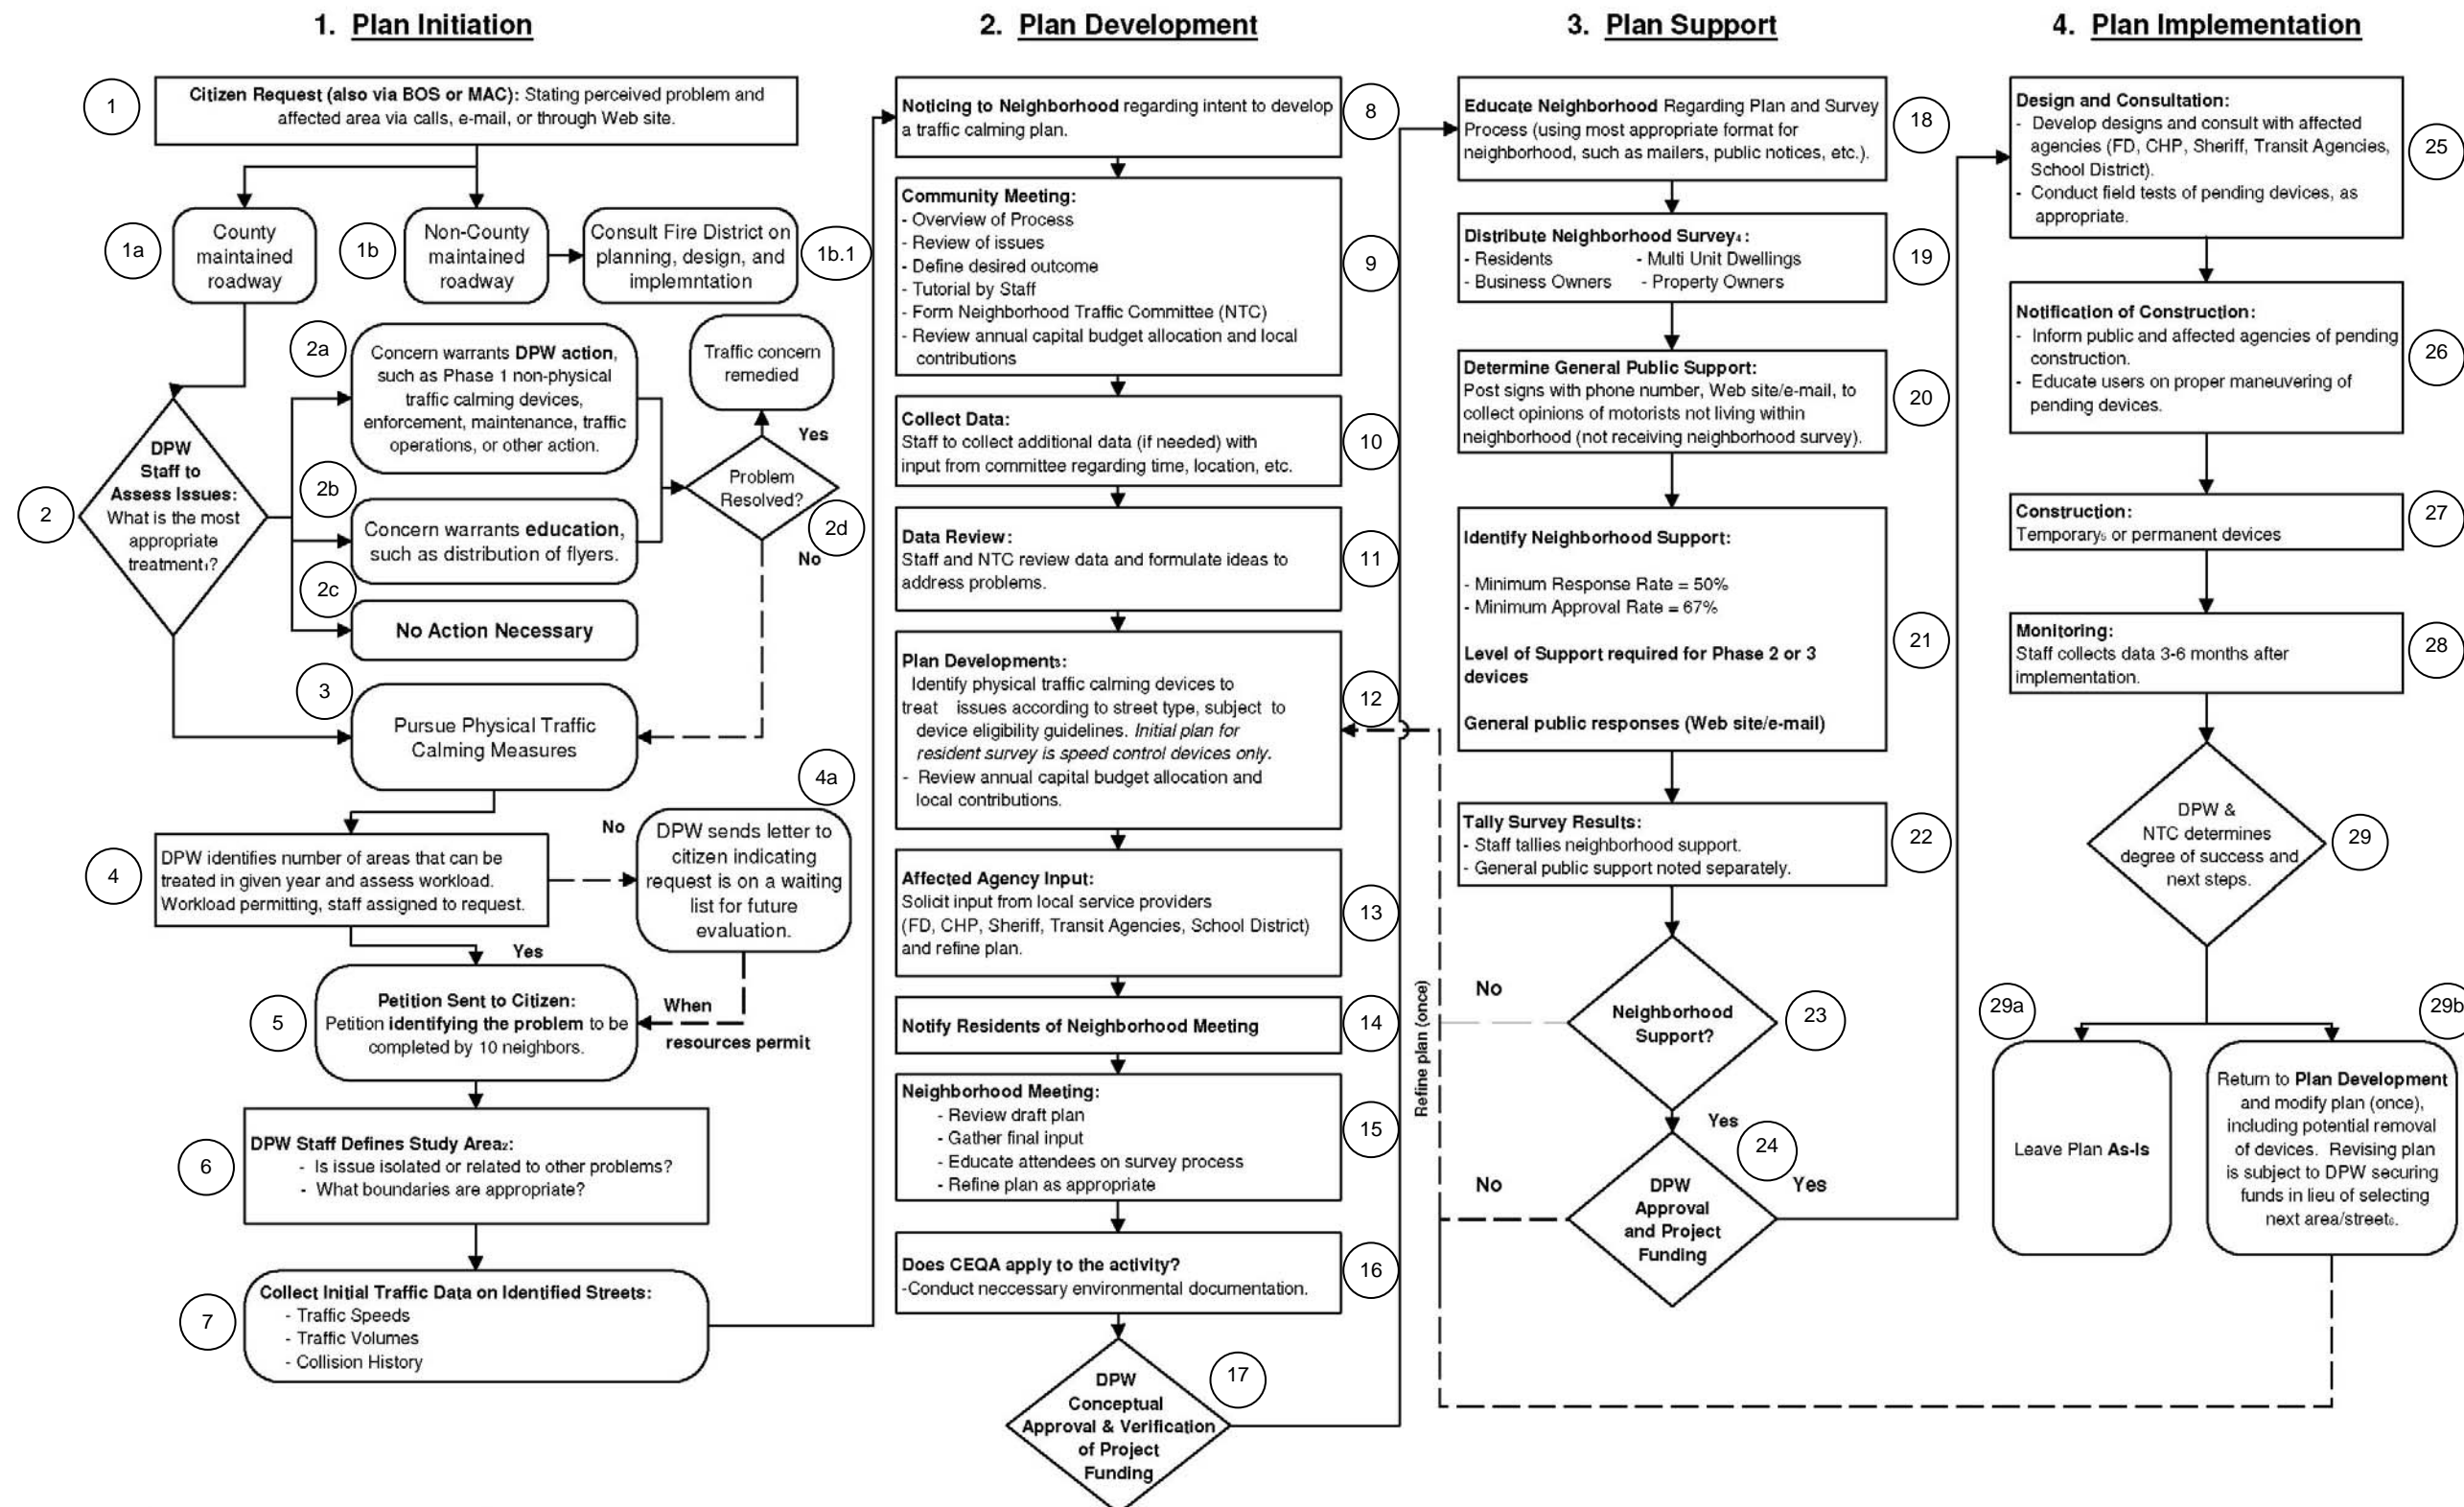 1. Plan Initiation
1
Citizen Request (also via BOS or MAC): Stating perceived problem and
affected area via calls, e-mail, or through Web site.
1a
County
maintained
roadway
1b
Non-County
maintained
roadway
Consult Fire District on
planning, design, and
implemntation
1b.1
2
DPW
Staff to
Assess Issues:
What is the most
appropriate
treatment1?
2a
Concern warrants DPW action,
such as Phase 1 non-physical
traffic calming devices,
enforcement, maintenance, traffic
operations, or other action.
2b
Concern warrants education,
such as distribution of flyers.
2c
No Action Necessary
Traffic concern
remedied
Yes
Problem
Resolved?
2d
No
3
Pursue Physical Traffic
Calming Measures
4
DPW identifies number of areas that can be
treated in given year and assess workload.
Workload permitting, staff assigned to request.
No
4a
DPW sends letter to
citizen indicating
request is on a waiting
list for future
evaluation.
Yes
When
resources permit
5
Petition Sent to Citizen:
Petition identifying the problem to be
completed by 10 neighbors.
6
DPW Staff Defines Study Area2:
- Is issue isolated or related to other problems?
- What boundaries are appropriate?
7
Collect Initial Traffic Data on Identified Streets:
- Traffic Speeds
- Traffic Volumes
- Collision History
2. Plan Development
Noticing to Neighborhood regarding intent to develop
a traffic calming plan.
8
Community Meeting:
- Overview of Process
- Review of issues
- Define desired outcome
- Tutorial by Staff
- Form Neighborhood Traffic Committee (NTC)
- Review annual capital budget allocation and local
contributions
9
Collect Data:
Staff to collect additional data (if needed) with
input from committee regarding time, location, etc.
10
Data Review:
Staff and NTC review data and formulate ideas to
address problems.
11
Plan Development3:
Identify physical traffic calming devices to
treat issues according to street type, subject to
device eligibility guidelines. Initial plan for
resident survey is speed control devices only.
- Review annual capital budget allocation and
local contributions.
12
Affected Agency Input:
Solicit input from local service providers
(FD, CHP, Sheriff, Transit Agencies, School District)
and refine plan.
13
Notify Residents of Neighborhood Meeting
14
Neighborhood Meeting:
- Review draft plan
- Gather final input
- Educate attendees on survey process
- Refine plan as appropriate
15
Does CEQA apply to the activity?
-Conduct neccessary environmental documentation.
16
DPW
Conceptual
Approval & Verification
of Project
Funding
17
3. Plan Support
Educate Neighborhood Regarding Plan and Survey
Process (using most appropriate format for
neighborhood, such as mailers, public notices, etc.).
18
Distribute Neighborhood Survey4:
- Residents - Multi Unit Dwellings
- Business Owners - Property Owners
19
Determine General Public Support:
Post signs with phone number, Web site/e-mail, to
collect opinions of motorists not living within
neighborhood (not receiving neighborhood survey).
20
Identify Neighborhood Support:
- Minimum Response Rate = 50%
- Minimum Approval Rate = 67%
Level of Support required for Phase 2 or 3
devices
General public responses (Web site/e-mail)
21
Tally Survey Results:
- Staff tallies neighborhood support.
- General public support noted separately.
22
No
Neighborhood
Support?
23
Yes
Refine plan (once)
24
No
DPW
Approval
and Project
Funding
Yes
4. Plan Implementation
Design and Consultation:
- Develop designs and consult with affected
agencies (FD, CHP, Sheriff, Transit Agencies,
School District).
- Conduct field tests of pending devices, as
appropriate.
25
Notification of Construction:
- Inform public and affected agencies of pending
construction.
- Educate users on proper maneuvering of
pending devices.
26
Construction:
Temporary5 or permanent devices
27
Monitoring:
Staff collects data 3-6 months after
implementation.
28
DPW &
NTC determines
degree of success and
next steps.
29
29a
Leave Plan As-Is
29b
Return to Plan Development
and modify plan (once),
including potential removal
of devices. Revising plan
is subject to DPW securing
funds in lieu of selecting
next area/street6.